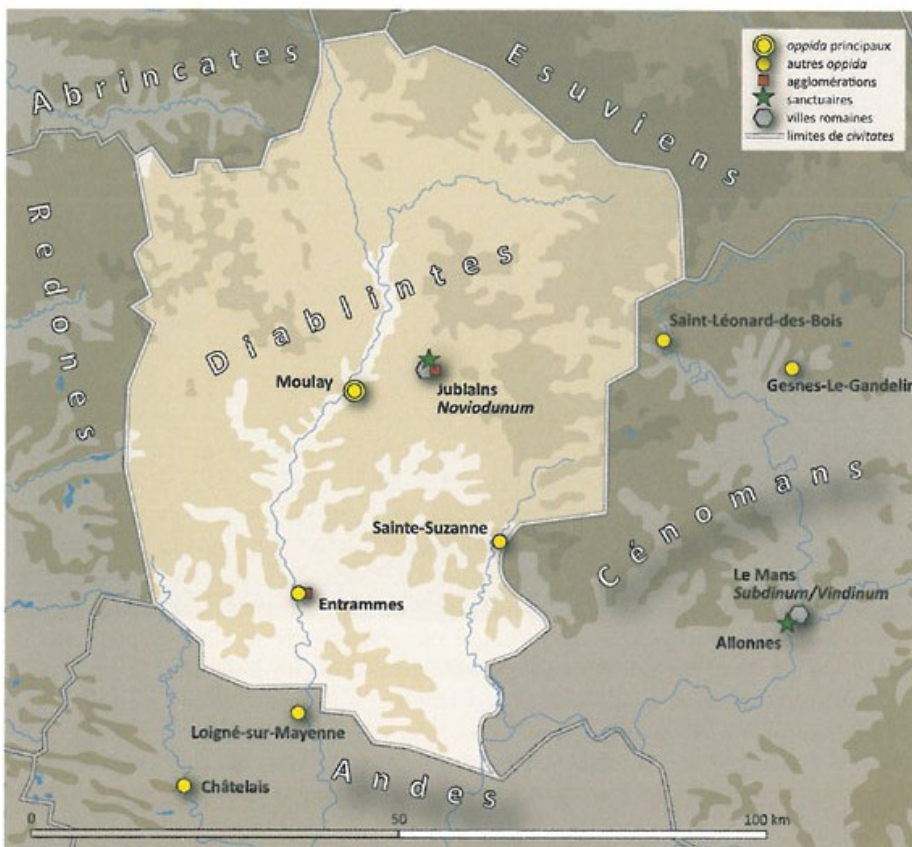 oppida principaux
autres oppida
agglomérations
sanctuaires
villes romaines
limites de civitates
Abrincates
Esuviens
Redones
Diablintes
Saint-Léonard-des-Bois
Gesnes-Le-Gandelin
Moulay
Jublains
Noviodunum
Cénomans
Sainte-Suzanne
Le Mans
Subdinum/Vindinum
Entrammes
Allonnes
Loigné-sur-Mayenne
Andes
Châtelais
0
50
100 km